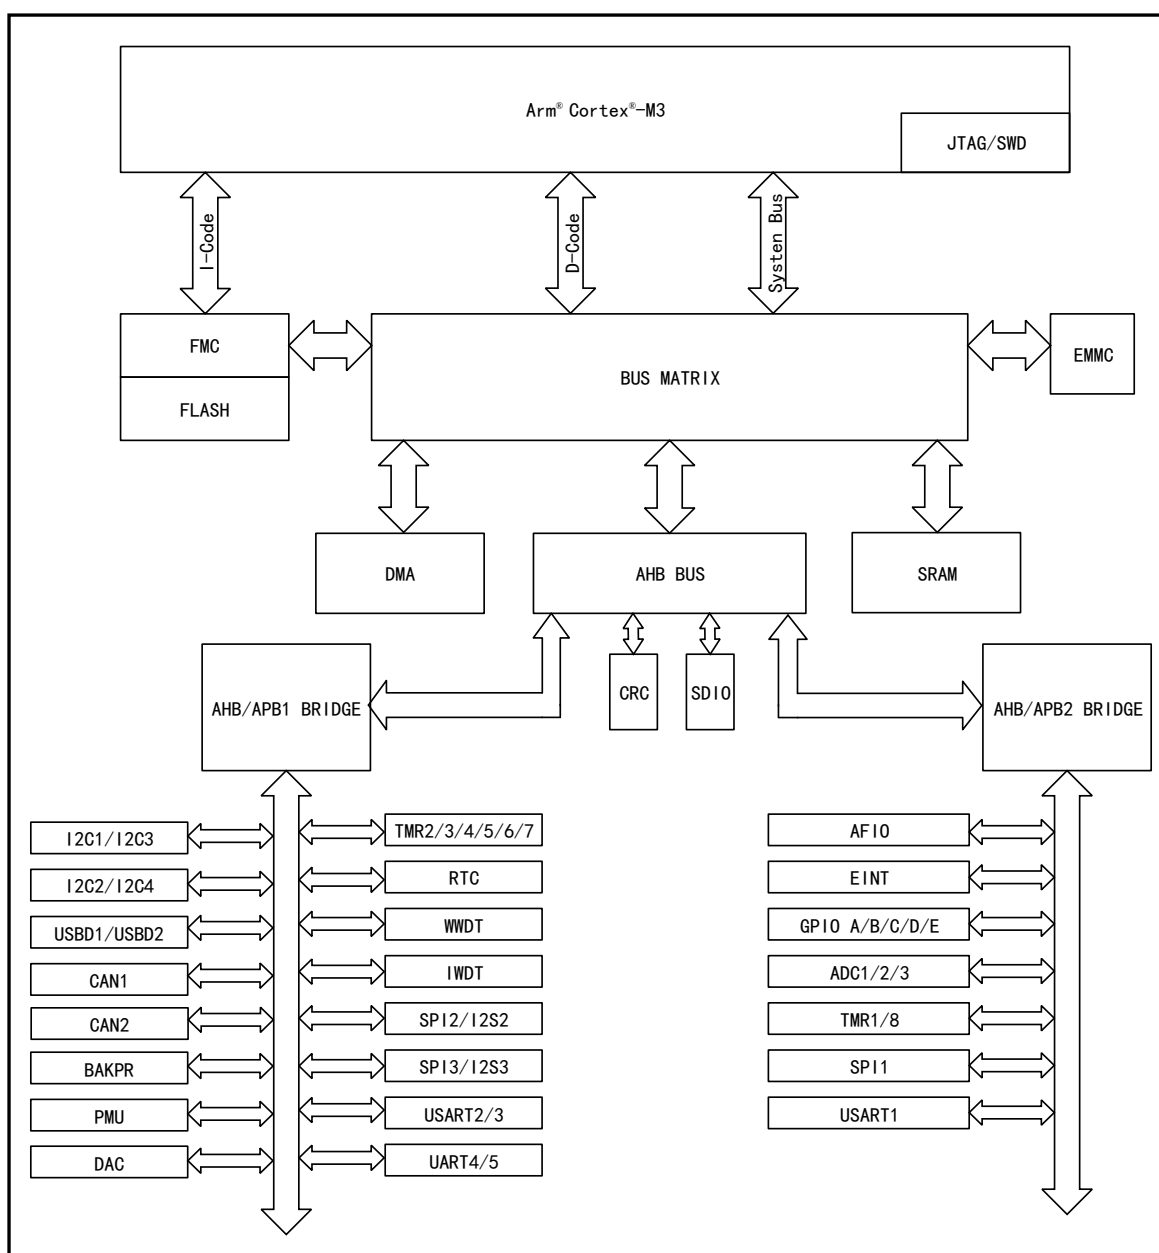 Arm® Cortex®-M3
JTAG/SWD
I-Code
D-Code
Systen Bus
FMC
FLASH
BUS MATRIX
EMMC
DMA
AHB BUS
SRAM
CRC
SDIO
AHB/APB1 BRIDGE
AHB/APB2 BRIDGE
I2C1/I2C3
I2C2/I2C4
USBD1/USBD2
CAN1
CAN2
BAKPR
PMU
DAC
TMR2/3/4/5/6/7
RTC
WWDT
IWDT
SPI2/I2S2
SPI3/I2S3
USART2/3
UART4/5
AFIO
EINT
GPIO A/B/C/D/E
ADC1/2/3
TMR1/8
SPI1
USART1